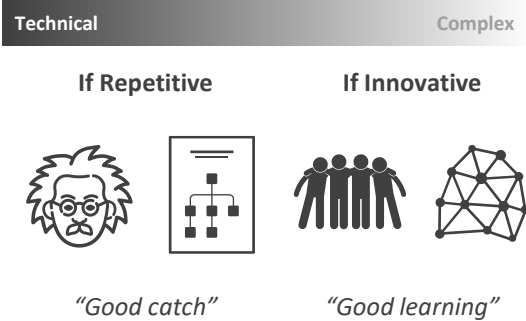 Technical Complex
If Repetitive If Innovative
“Good catch” “Good learning”